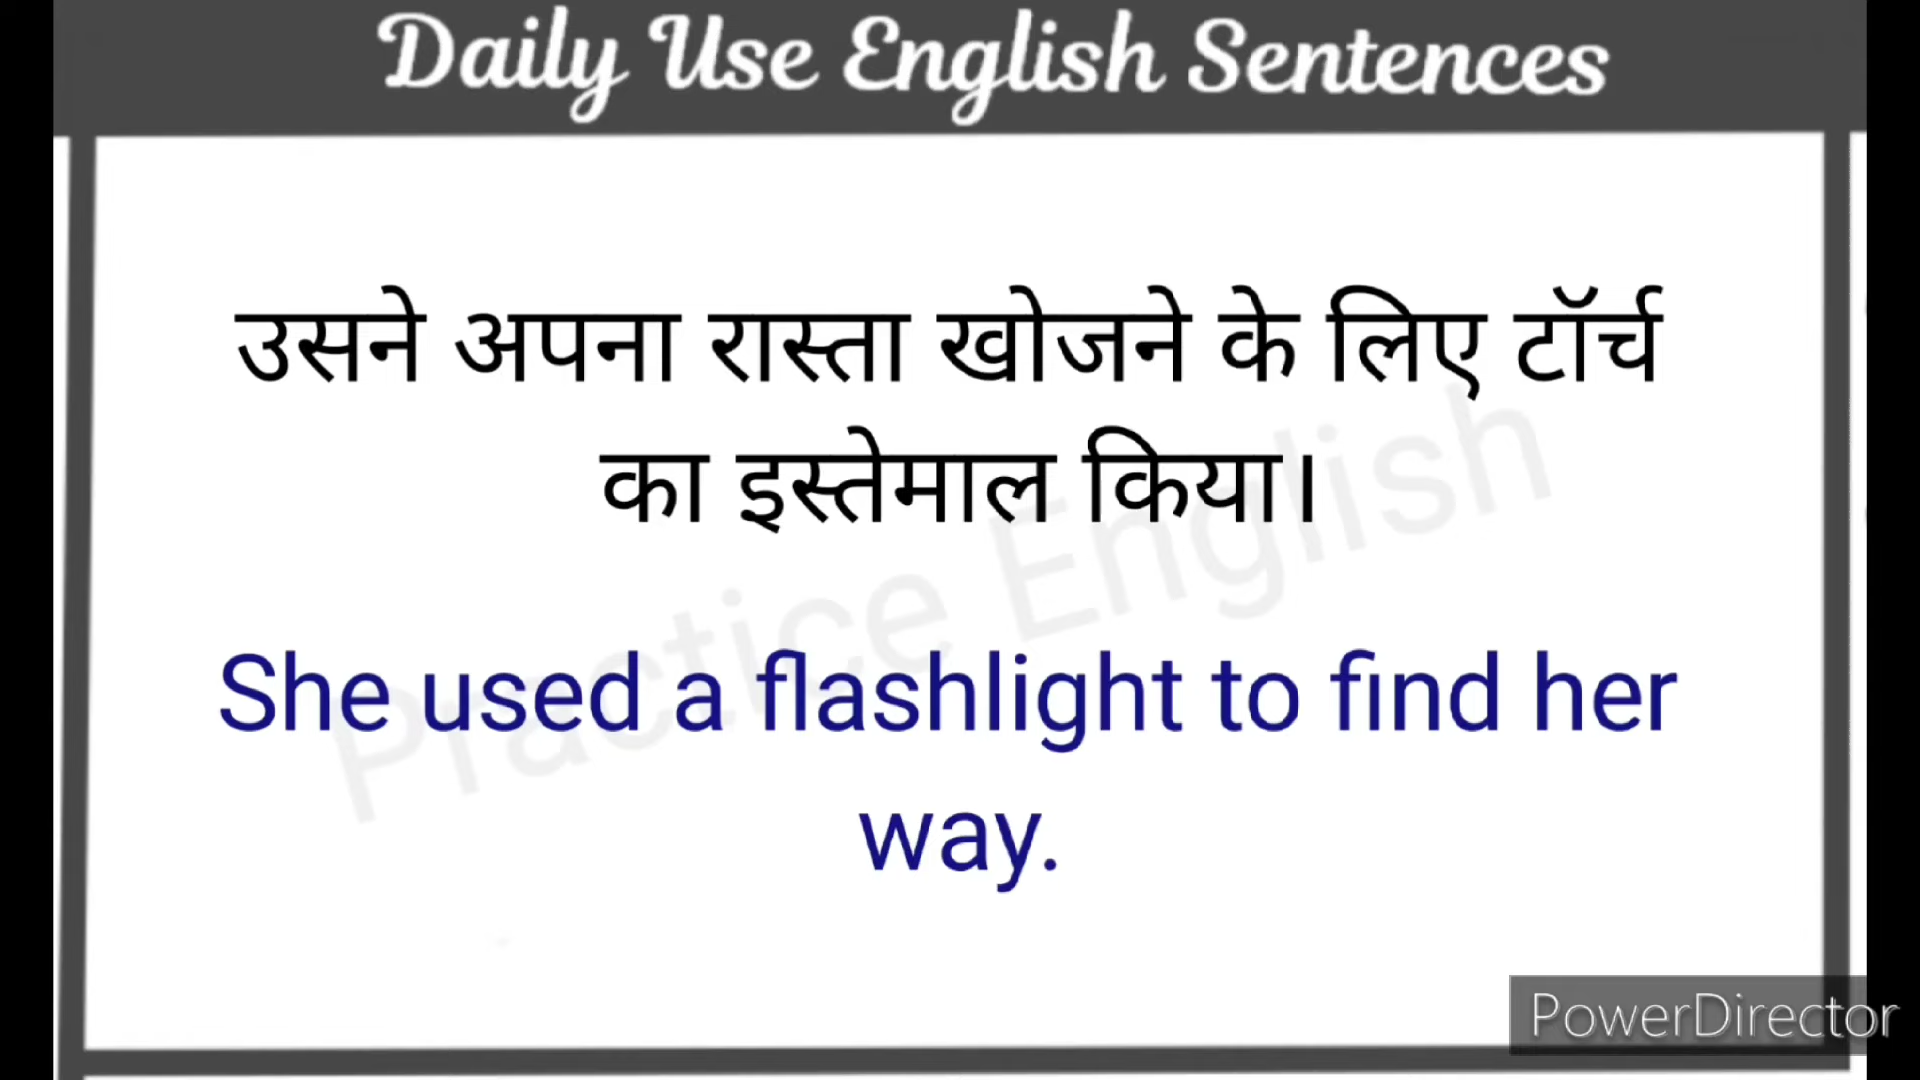 Daily Use English Sentences
उसने अपना रास्ता खोजने के लिए टॉर्च
का इस्तेमाल किया।
Practice English
She used a flashlight to find her
way.
PowerDirector